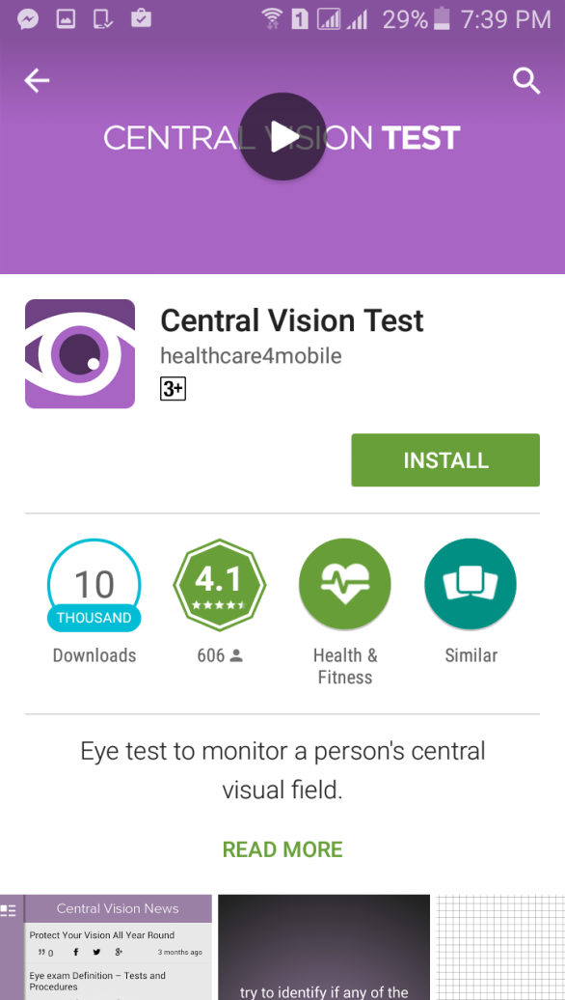 1 29% 7:39 PM
CENTRAL VISION TEST
Central Vision Test
healthcare4mobile
3+
INSTALL
10
THOUSAND
Downloads
4.1
606
Health &
Fitness
Similar
Eye test to monitor a person's central
visual field.
READ MORE
Central Vision News
Protect Your Vision All Year Round
0 3 months ago
Eye exam Definition – Tests and
Procedures
try to identify if any of the